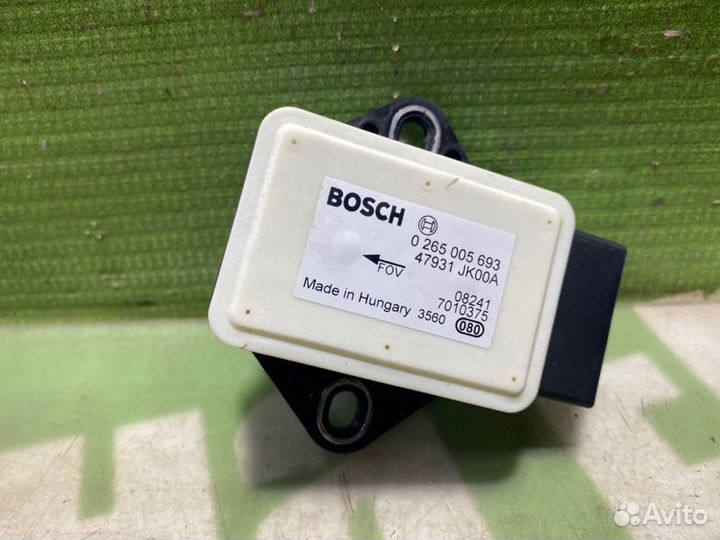 BOSCH
0 265 005 693
47931 JK00A
FOV
08241
7010375
Made in Hungary 3560 080
Avito